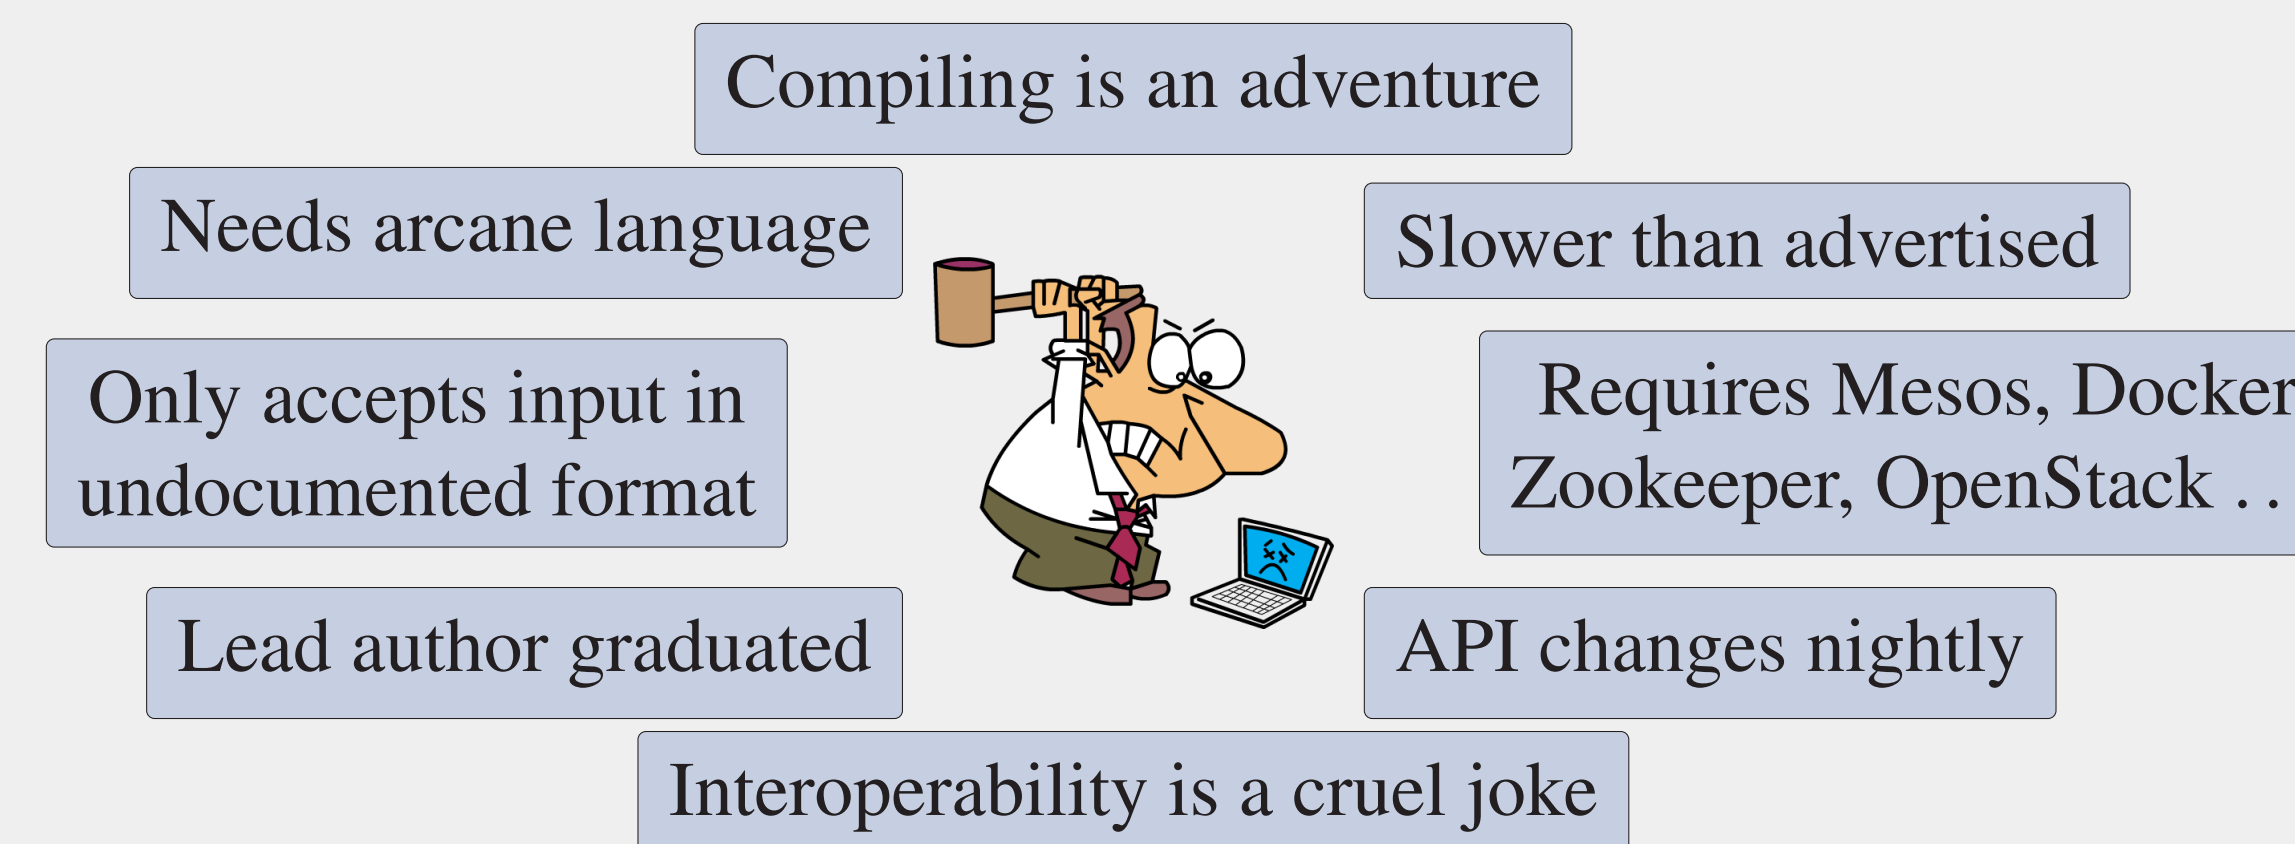 Compiling is an adventure
Needs arcane language
Slower than advertised
Only accepts input in
undocumented format
Requires Mesos, Docker
Zookeeper, OpenStack . .
Lead author graduated
API changes nightly
Interoperability is a cruel joke